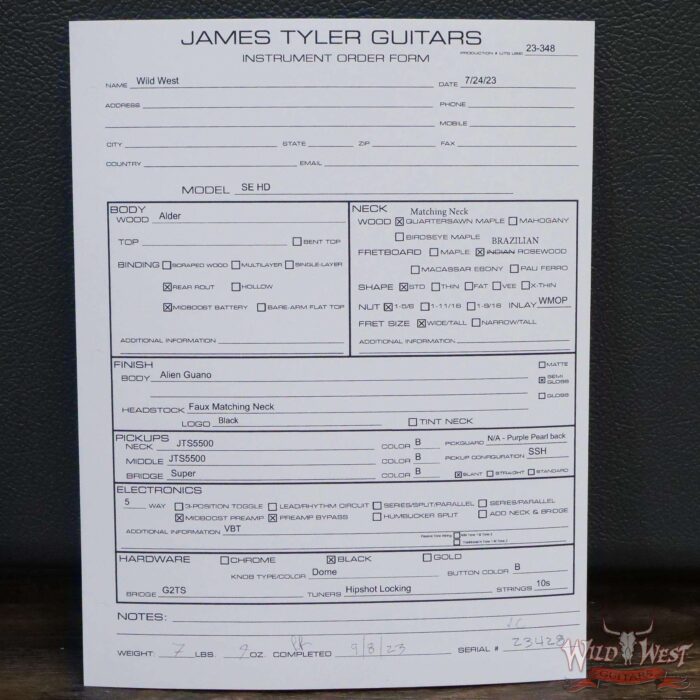 JAMES TYLER GUITARS
INSTRUMENT ORDER FORM
PRODUCTION # (JTG USE) 23-348
NAME Wild West DATE 7/24/23
ADDRESS PHONE
MOBILE
CITY STATE ZIP FAX
COUNTRY EMAIL
MODEL SE HD
BODY
WOOD Alder
TOP BENT TOP
BINDING SCRAPED WOOD MULTILAYER SINGLE-LAYER
☒ REAR ROUT HOLLOW
☒ MIDBOOST BATTERY BARE-ARM FLAT TOP
ADDITIONAL INFORMATION
NECK Matching Neck
WOOD ☒ QUARTERSAWN MAPLE MAHOGANY
BIRDSEYE MAPLE BRAZILIAN
FRETBOARD MAPLE ☒ INDIAN ROSEWOOD
MACASSAR EBONY PAU FERRO
SHAPE ☒ STD THIN FAT VEE X-THIN
NUT ☒ 1-5/8 1-11/16 1-9/16 INLAY WMOP
FRET SIZE ☒ WIDE/TALL NARROW/TALL
ADDITIONAL INFORMATION
FINISH MATTE
BODY Alien Guano ☒ SEMI GLOSS
GLOSS
HEADSTOCK Faux Matching Neck
LOGO Black TINT NECK
PICKUPS
NECK JTS5500 COLOR B PICKGUARD N/A - Purple Pearl back
MIDDLE JTS5500 COLOR B PICKUP CONFIGURATION SSH
BRIDGE Super COLOR B ☒ SLANT STRAIGHT STANDARD
ELECTRONICS
5 WAY 3-POSITION TOGGLE LEAD/RHYTHM CIRCUIT SERIES/SPLIT/PARALLEL SERIES/PARALLEL
☒ MIDBOOST PREAMP ☒ PREAMP BYPASS HUMBUCKER SPLIT ADD NECK & BRIDGE
ADDITIONAL INFORMATION VBT
HARDWARE CHROME ☒ BLACK GOLD
KNOB TYPE/COLOR Dome BUTTON COLOR B
BRIDGE G2TS TUNERS Hipshot Locking STRINGS 10s
NOTES:
WEIGHT: 7 LBS. 9 OZ. COMPLETED 9/8/23 SERIAL # 23428
WILD WEST
GUITARS